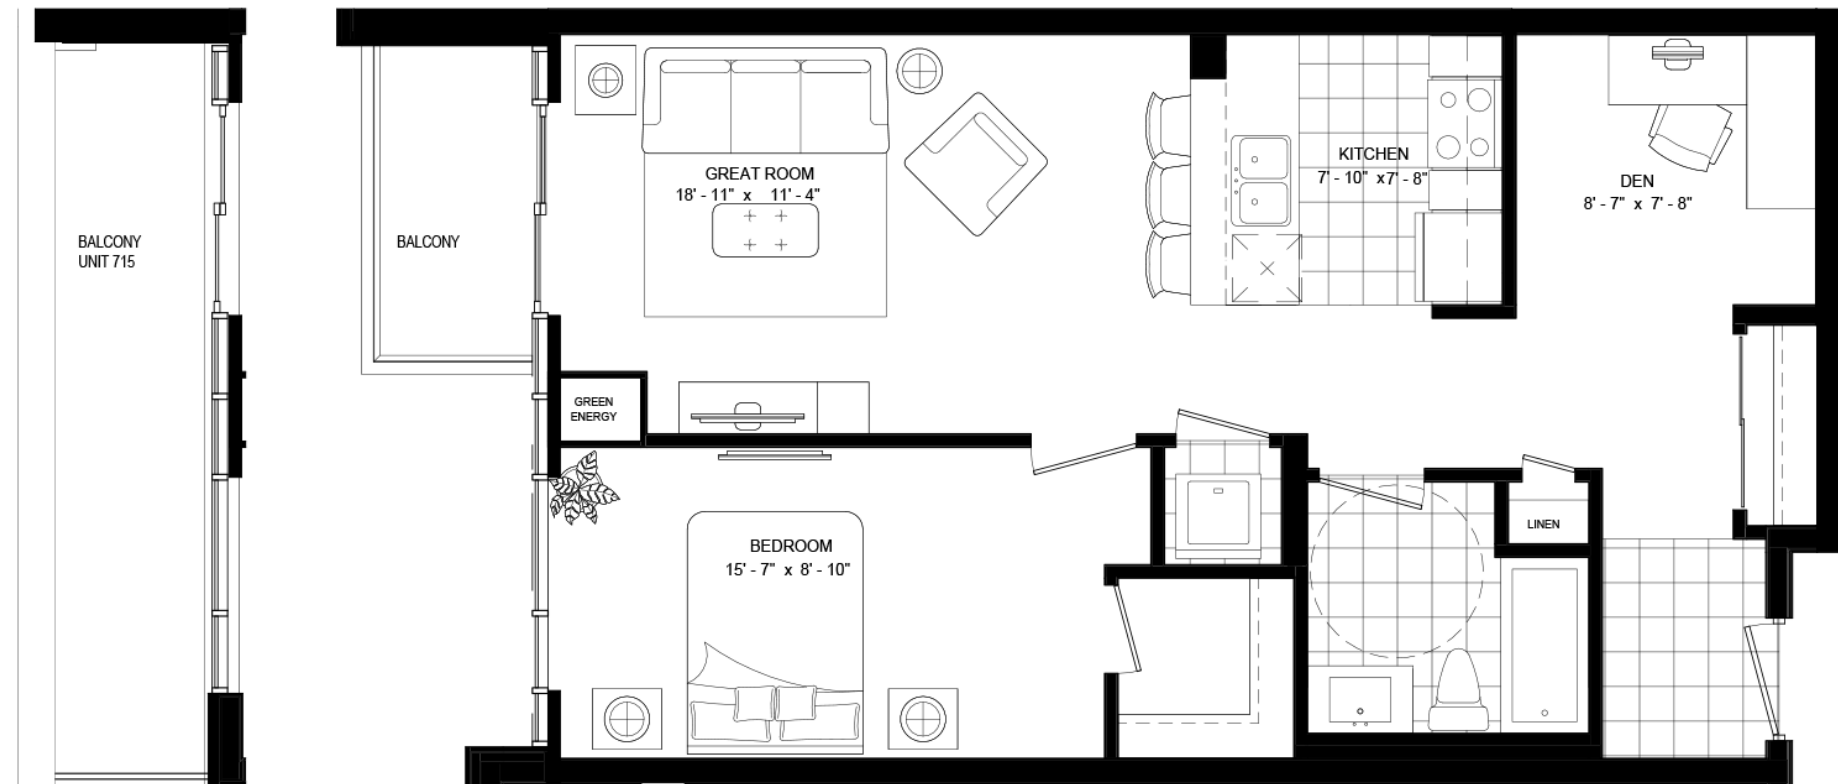 BALCONY
UNIT 715
BALCONY
GREAT ROOM
18' - 11" x 11' - 4"
KITCHEN
7' - 10" x 7' - 8"
DEN
8' - 7" x 7' - 8"
GREEN
ENERGY
BEDROOM
15' - 7" x 8' - 10"
LINEN